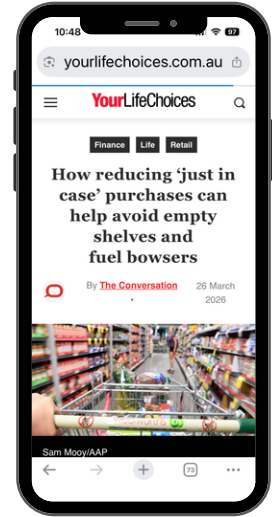 10:48
97
yourlifechoices.com.au
YourLifeChoices
Finance
Life
Retail
How reducing ‘just in
case’ purchases can
help avoid empty
shelves and
fuel bowsers
By The Conversation
•
26 March
2026
Sam Mooy/AAP
73